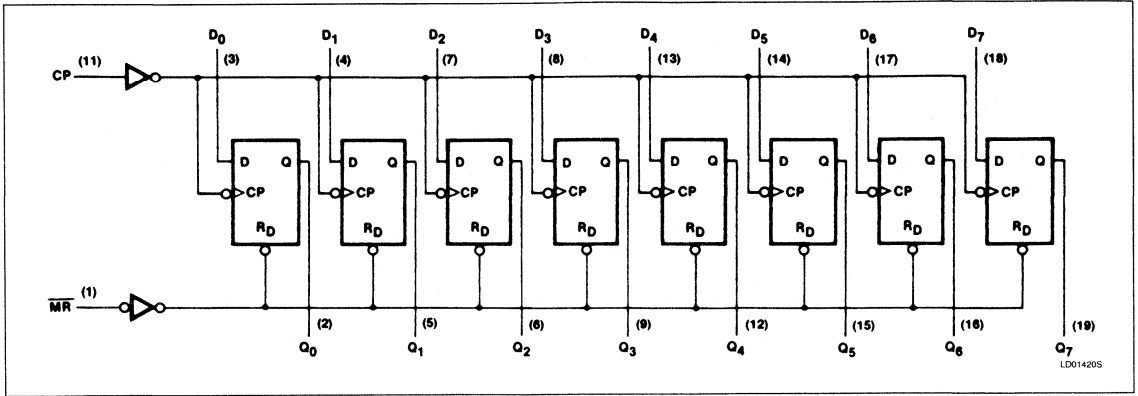 D0 D1 D2 D3 D4 D5 D6 D7
CP (11) (3) (4) (7) (8) (13) (14) (17) (18)
D Q D Q D Q D Q D Q D Q D Q D Q
CP CP CP CP CP CP CP CP
RD RD RD RD RD RD RD RD
MR (1)
(2) (5) (6) (9) (12) (15) (16) (19)
Q0 Q1 Q2 Q3 Q4 Q5 Q6 Q7
LD01420S